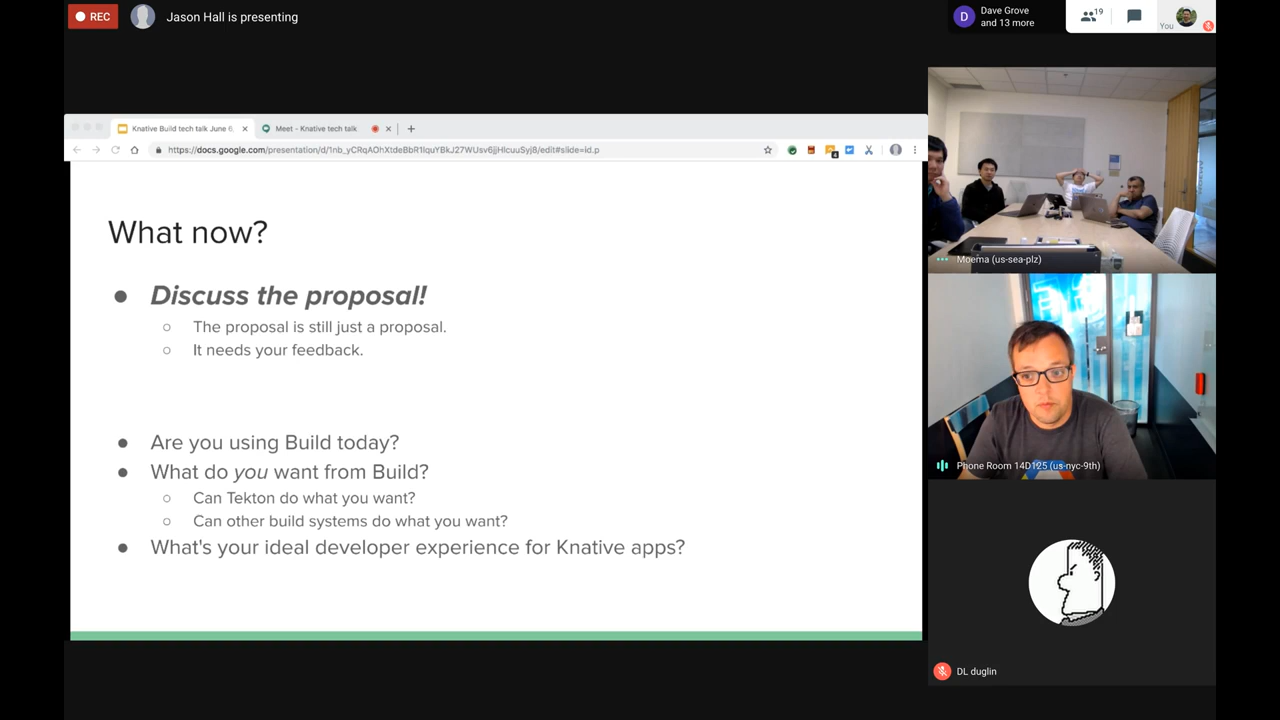 REC
Jason Hall is presenting
D
Dave Grove
and 13 more
19
You
Knative Build tech talk June 6,
Meet - Knative tech talk
What now?
Discuss the proposal!
The proposal is still just a proposal.
It needs your feedback.
Are you using Build today?
What do you want from Build?
Can Tekton do what you want?
Can other build systems do what you want?
What's your ideal developer experience for Knative apps?
Moema (us-sea-plz)
Phone Room 14D125 (us-nyc-9th)
DL duglin